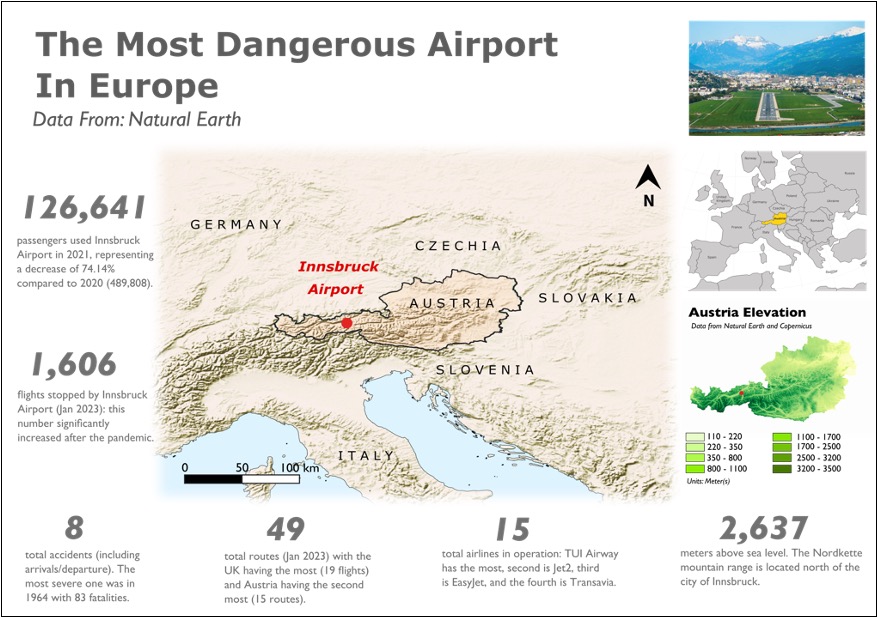 The Most Dangerous Airport
In Europe
Data From: Natural Earth
126,641
passengers used Innsbruck
Airport in 2021, representing
a decrease of 74.14%
compared to 2020 (489,808).
1,606
flights stopped by Innsbruck
Airport (Jan 2023): this
number significantly
increased after the pandemic.
N
GERMANY
CZECHIA
Innsbruck
Airport
AUSTRIA
SLOVAKIA
SLOVENIA
ITALY
0 50 100 km
Austria Elevation
Data from Natural Earth and Copernicus
110 - 220
220 - 350
350 - 800
800 - 1100
1100 - 1700
1700 - 2500
2500 - 3200
3200 - 3500
Units: Meter(s)
8
total accidents (including
arrivals/departure). The
most severe one was in
1964 with 83 fatalities.
49
total routes (Jan 2023) with the
UK having the most (19 flights)
and Austria having the second
most (15 routes).
15
total airlines in operation: TUI Airway
has the most, second is Jet2, third
is EasyJet, and the fourth is Transavia.
2,637
meters above sea level. The Nordkette
mountain range is located north of the
city of Innsbruck.